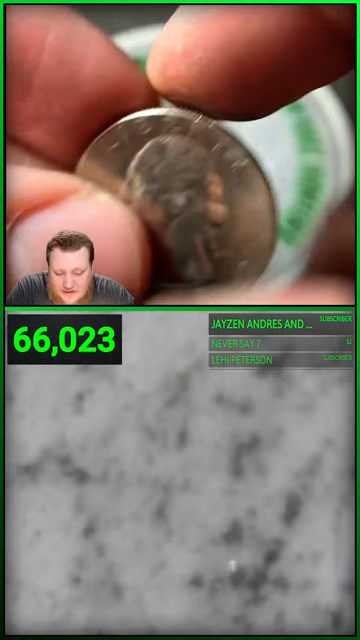 66,023
JAYZEN ANDRES AND ...
SUBSCRIBER
NEVER SAY 7
$2
LEHI PETERSON
SUBSCRIBER